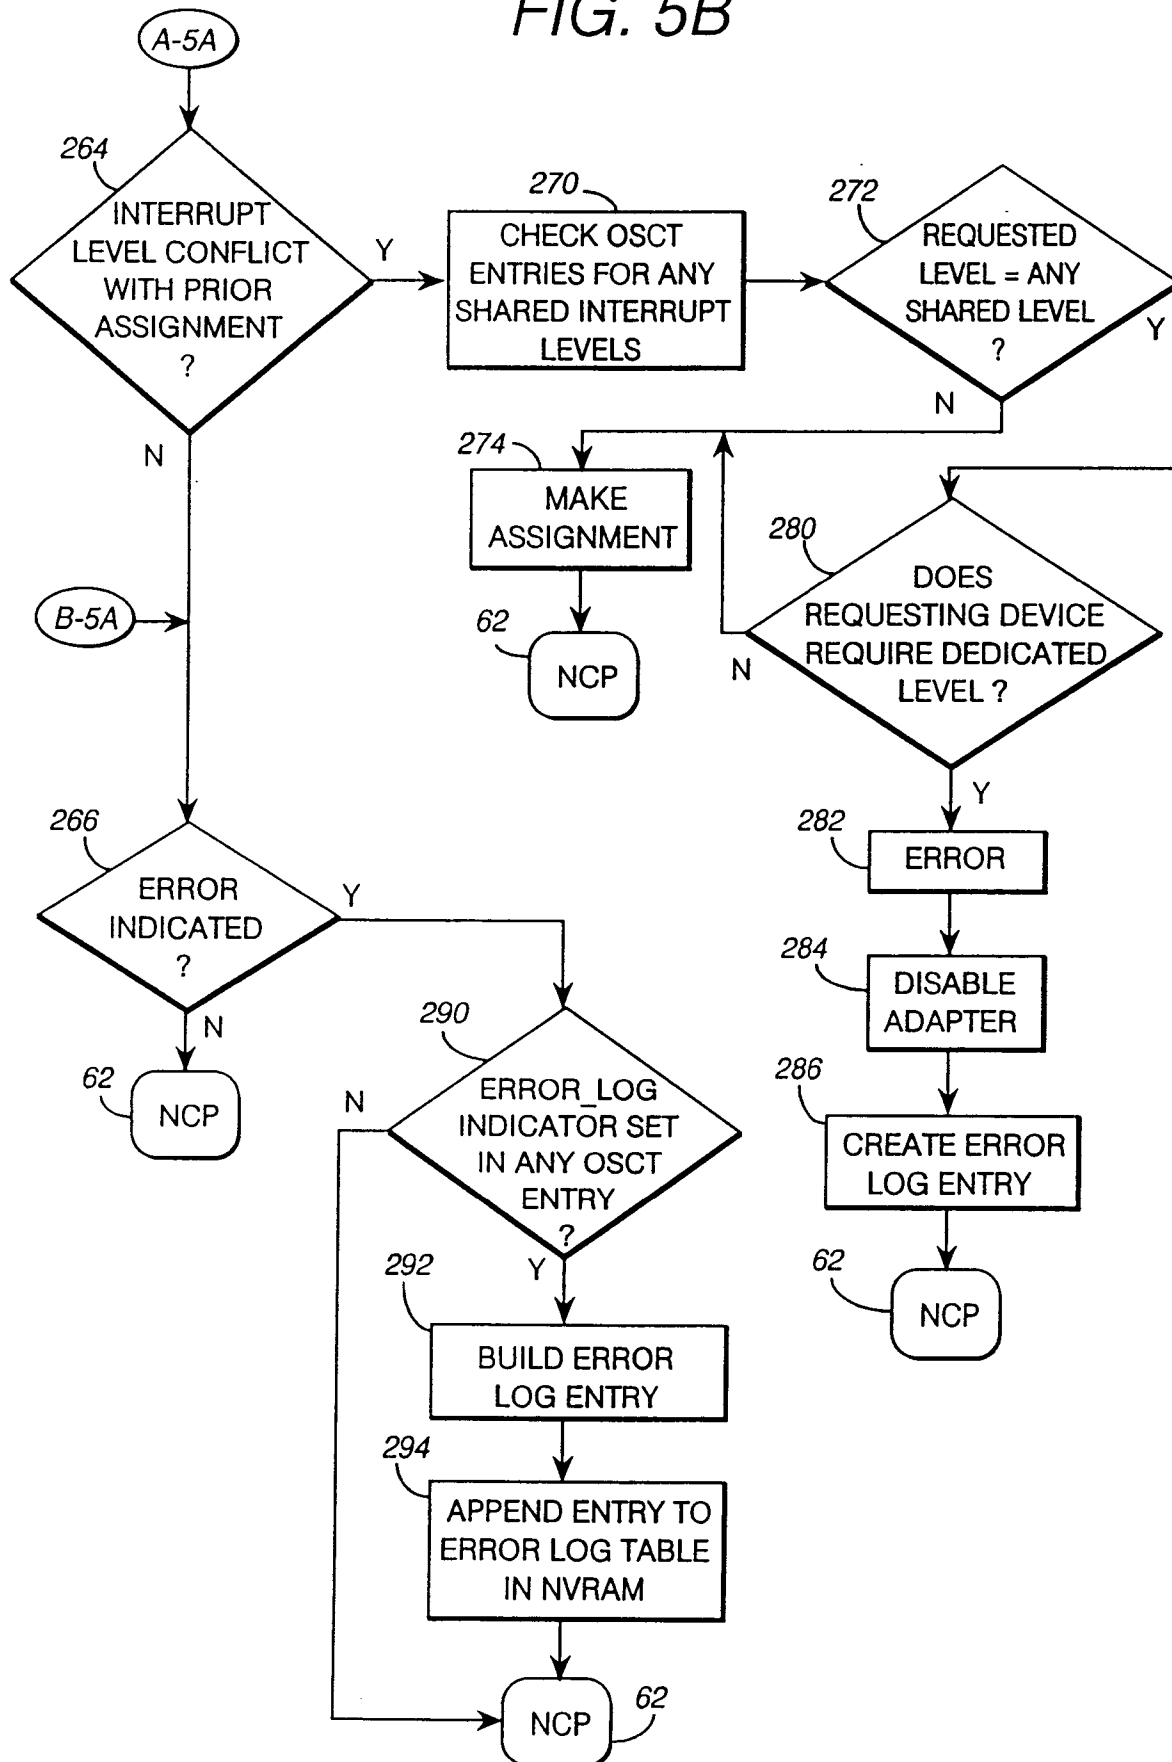 FIG. 5B
A-5A
264
INTERRUPT
LEVEL CONFLICT
WITH PRIOR
ASSIGNMENT
?
Y
N
270
CHECK OSCT
ENTRIES FOR ANY
SHARED INTERRUPT
LEVELS
272
REQUESTED
LEVEL = ANY
SHARED LEVEL
?
Y
N
274
MAKE
ASSIGNMENT
62
NCP
280
DOES
REQUESTING DEVICE
REQUIRE DEDICATED
LEVEL ?
N
Y
B-5A
282
ERROR
284
DISABLE
ADAPTER
286
CREATE ERROR
LOG ENTRY
62
NCP
266
ERROR
INDICATED
?
Y
N
62
NCP
290
ERROR_LOG
INDICATOR SET
IN ANY OSCT
ENTRY
?
N
Y
292
BUILD ERROR
LOG ENTRY
294
APPEND ENTRY TO
ERROR LOG TABLE
IN NVRAM
NCP
62